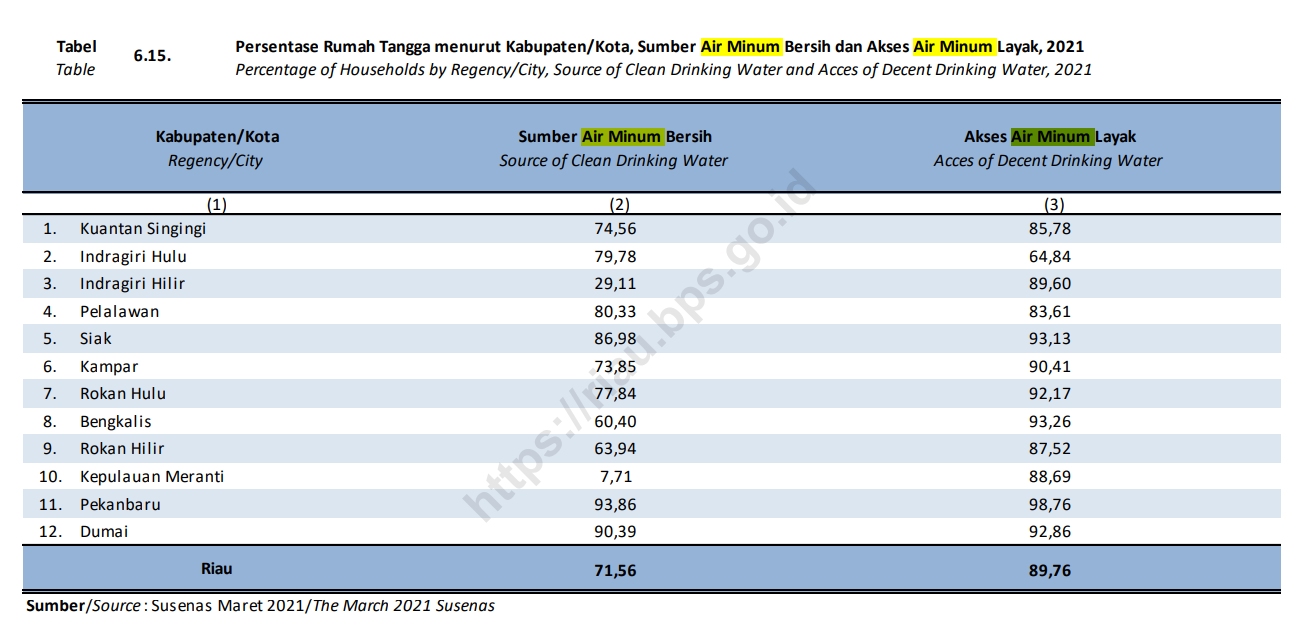 Tabel 6.15. Persentase Rumah Tangga menurut Kabupaten/Kota, Sumber Air Minum Bersih dan Akses Air Minum Layak, 2021
Table Percentage of Households by Regency/City, Source of Clean Drinking Water and Acces of Decent Drinking Water, 2021
Kabupaten/Kota Sumber Air Minum Bersih Akses Air Minum Layak
Regency/City Source of Clean Drinking Water Acces of Decent Drinking Water
(1) (2) (3)
1. Kuantan Singingi 74,56 85,78
2. Indragiri Hulu 79,78 64,84
3. Indragiri Hilir 29,11 89,60
4. Pelalawan 80,33 83,61
5. Siak 86,98 93,13
6. Kampar 73,85 90,41
7. Rokan Hulu 77,84 92,17
8. Bengkalis 60,40 93,26
9. Rokan Hilir 63,94 87,52
10. Kepulauan Meranti 7,71 88,69
11. Pekanbaru 93,86 98,76
12. Dumai 90,39 92,86
Riau 71,56 89,76
Sumber/Source : Susenas Maret 2021/The March 2021 Susenas
https://riau.bps.go.id